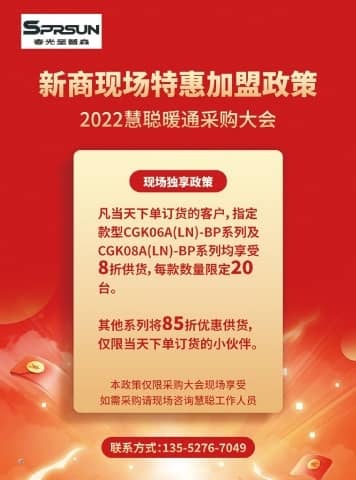 SPRSUN
春光圣普森
新商现场特惠加盟政策
2022慧聪暖通采购大会
现场独享政策
凡当天下单订货的客户,指定
款型CGK06A(LN)-BP系列及
CGK08A(LN)-BP系列均享受
8折供货,每款数量限定20
台。
其他系列将85折优惠供货,
仅限当天下单订货的小伙伴。
本政策仅限采购大会现场享受
如需采购请现场咨询慧聪工作人员
联系方式:135-5276-7049